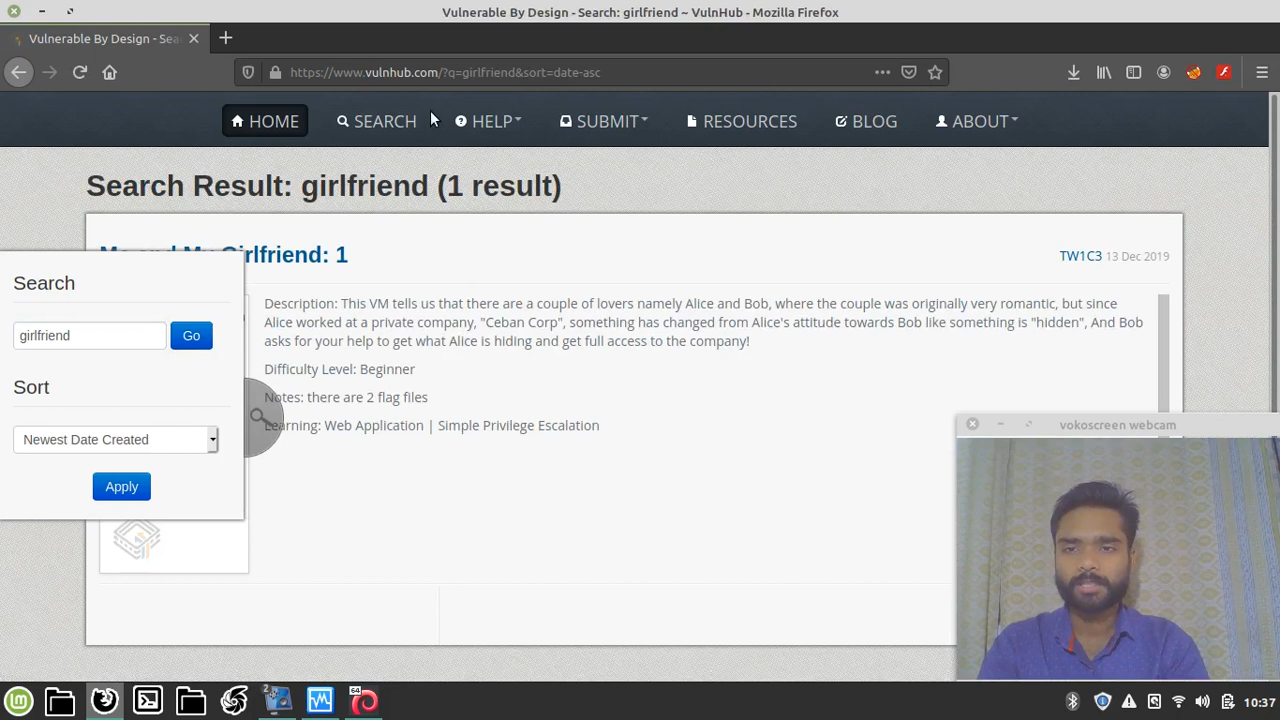 Vulnerable By Design - Search: girlfriend ~ VulnHub - Mozilla Firefox
Vulnerable By Design - Sea
https://www.vulnhub.com/?q=girlfriend&sort=date-asc
HOME
SEARCH
HELP
SUBMIT
RESOURCES
BLOG
ABOUT
Search Result: girlfriend (1 result)
Me and My Girlfriend: 1
TW1C3 13 Dec 2019
Search
girlfriend
Go
Sort
Newest Date Created
Apply
Description: This VM tells us that there are a couple of lovers namely Alice and Bob, where the couple was originally very romantic, but since
Alice worked at a private company, "Ceban Corp", something has changed from Alice's attitude towards Bob like something is "hidden", And Bob
asks for your help to get what Alice is hiding and get full access to the company!
Difficulty Level: Beginner
Notes: there are 2 flag files
Learning: Web Application | Simple Privilege Escalation
vokoscreen webcam
2
64
10:37